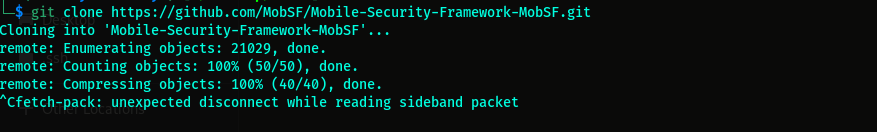 └─$ git clone https://github.com/MobSF/Mobile-Security-Framework-MobSF.git
Cloning into 'Mobile-Security-Framework-MobSF'...
remote: Enumerating objects: 21029, done.
remote: Counting objects: 100% (50/50), done.
remote: Compressing objects: 100% (40/40), done.
^Cfetch-pack: unexpected disconnect while reading sideband packet
Other Locations